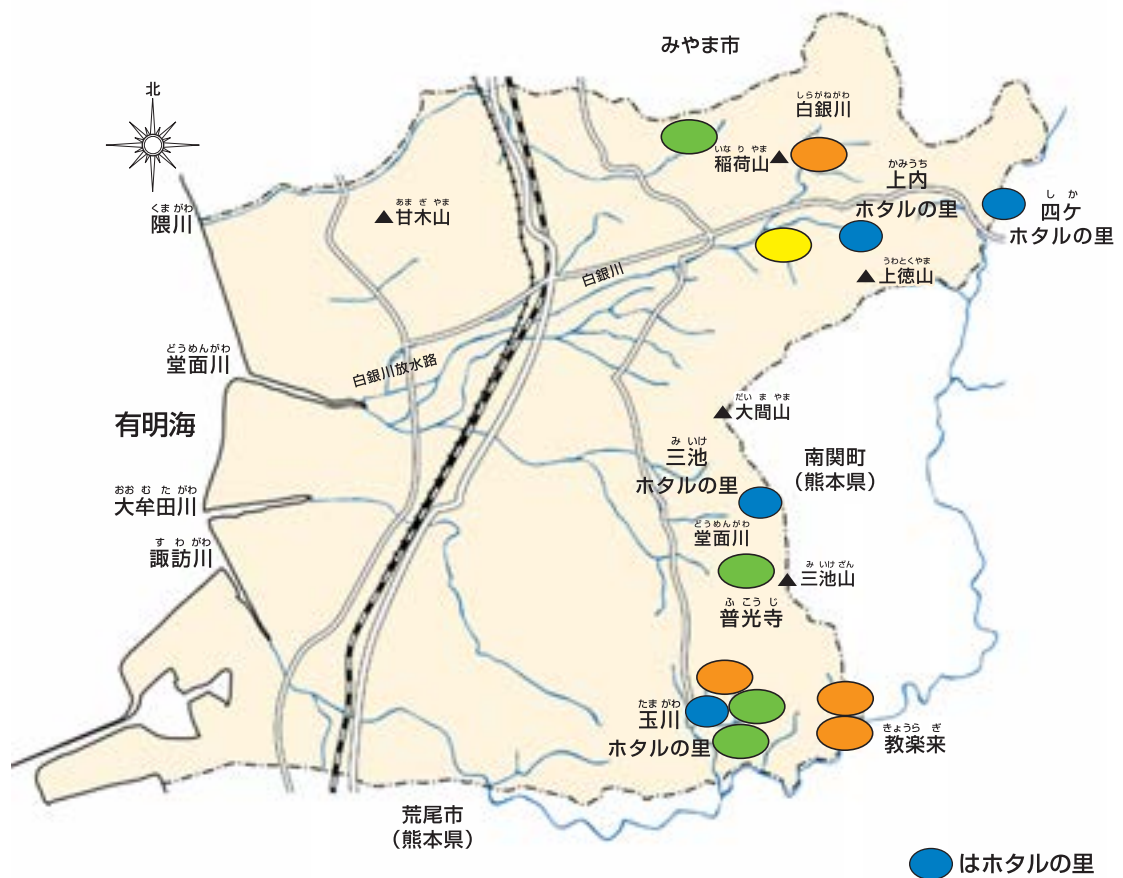 みやま市
北
しらがねがわ
白銀川
いなりやま
稲荷山
かみうち
上内
ホタルの里
しか
四ケ
ホタルの里
くまがわ
隈川
あまぎやま
甘木山
うわとくやま
上徳山
白銀川
どうめんがわ
堂面川
白銀川放水路
だいまやま
大間山
有明海
みいけ
三池
ホタルの里
南関町
(熊本県)
おおむたがわ
大牟田川
どうめんがわ
堂面川
すわがわ
諏訪川
みいけざん
三池山
ふこうじ
普光寺
たまがわ
玉川
ホタルの里
きょうらぎ
教楽来
荒尾市
(熊本県)
はホタルの里